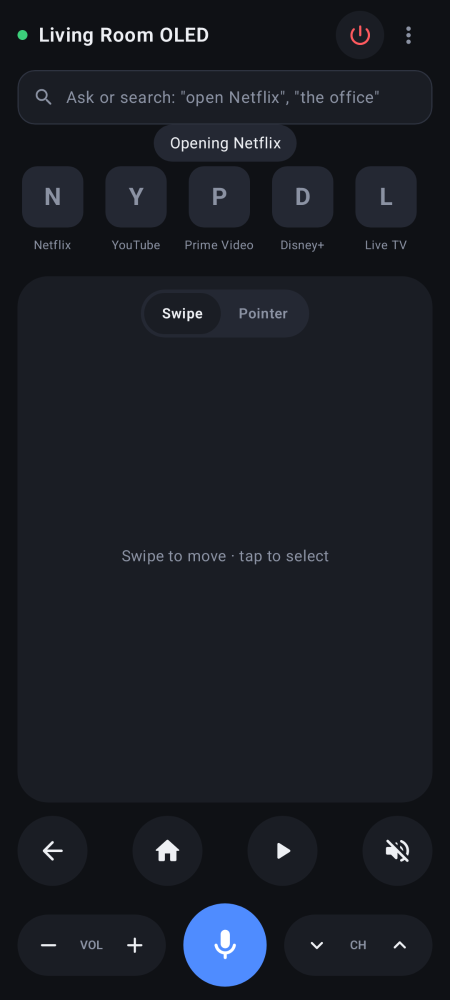 Living Room OLED
Ask or search: "open Netflix", "the office"
Opening Netflix
N Y P D L
Netflix YouTube Prime Video Disney+ Live TV
Swipe Pointer
Swipe to move · tap to select
VOL CH